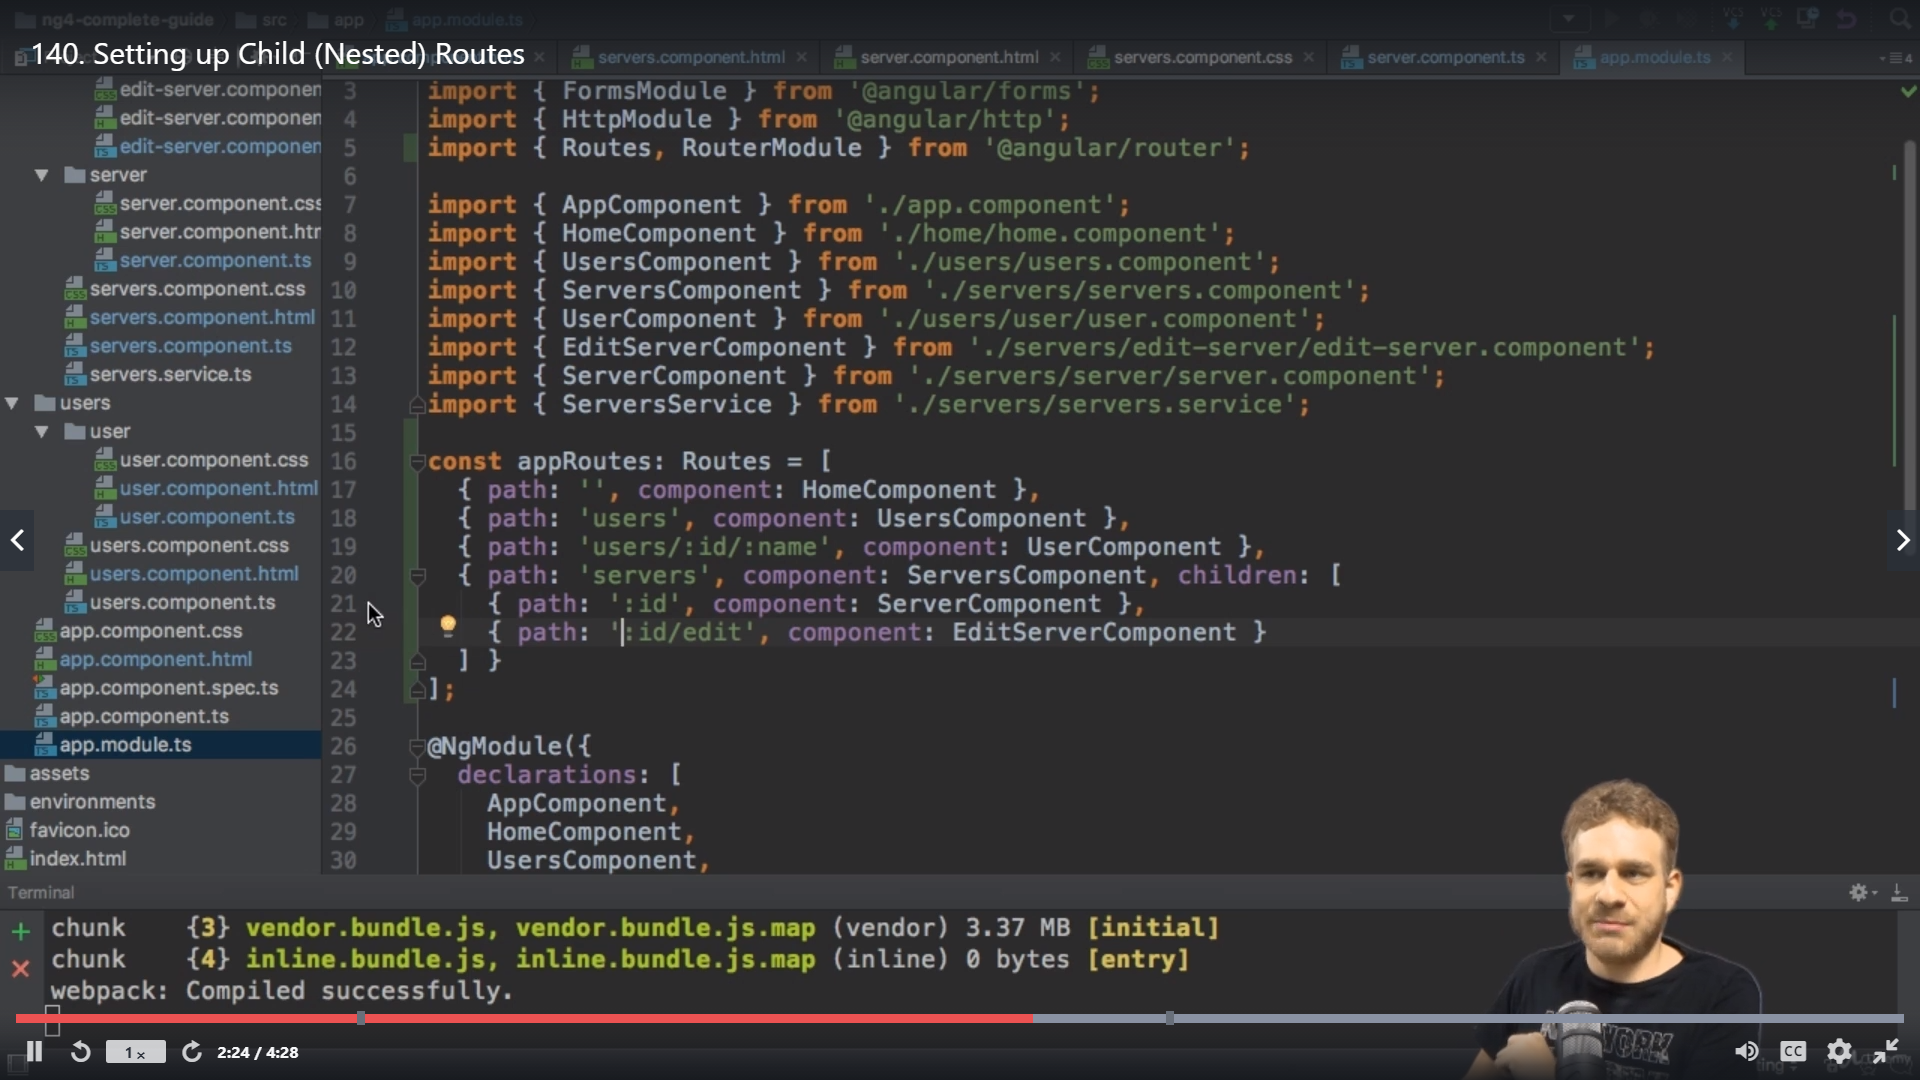 ng4-complete-guide src app app.module.ts
140. Setting up Child (Nested) Routes
servers.component.html server.component.html servers.component.css server.component.ts app.module.ts
4
edit-server.componen
edit-server.componen
edit-server.componen
server
server.component.css
server.component.htm
server.component.ts
servers.component.css
servers.component.html
servers.component.ts
servers.service.ts
users
user
user.component.css
user.component.html
user.component.ts
users.component.css
users.component.html
users.component.ts
app.component.css
app.component.html
app.component.spec.ts
app.component.ts
app.module.ts
assets
environments
favicon.ico
index.html
3 import { FormsModule } from '@angular/forms';
4 import { HttpModule } from '@angular/http';
5 import { Routes, RouterModule } from '@angular/router';
6
7 import { AppComponent } from './app.component';
8 import { HomeComponent } from './home/home.component';
9 import { UsersComponent } from './users/users.component';
10 import { ServersComponent } from './servers/servers.component';
11 import { UserComponent } from './users/user/user.component';
12 import { EditServerComponent } from './servers/edit-server/edit-server.component';
13 import { ServerComponent } from './servers/server/server.component';
14 import { ServersService } from './servers/servers.service';
15
16 const appRoutes: Routes = [
17 { path: '', component: HomeComponent },
18 { path: 'users', component: UsersComponent },
19 { path: 'users/:id/:name', component: UserComponent },
20 { path: 'servers', component: ServersComponent, children: [
21 { path: ':id', component: ServerComponent },
22 { path: ':id/edit', component: EditServerComponent }
23 ] }
24 ];
25
26 @NgModule({
27 declarations: [
28 AppComponent,
29 HomeComponent,
30 UsersComponent,
Terminal
chunk {3} vendor.bundle.js, vendor.bundle.js.map (vendor) 3.37 MB [initial]
chunk {4} inline.bundle.js, inline.bundle.js.map (inline) 0 bytes [entry]
webpack: Compiled successfully.
1x 2:24 / 4:28 CC